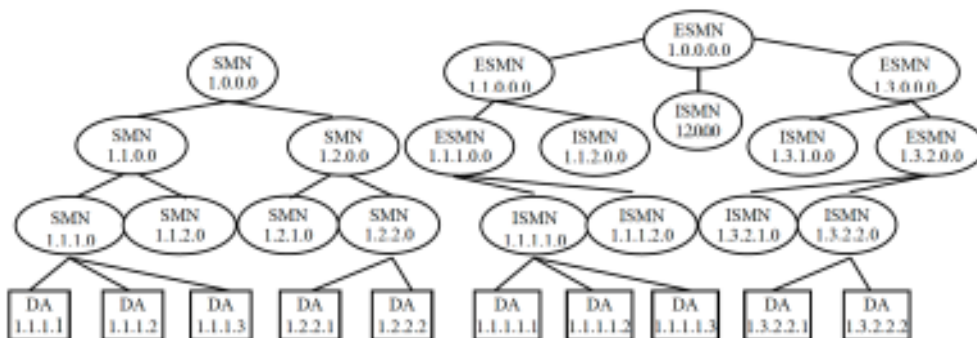 ESMN
1.0.0.0.0
SMN
1.0.0.0
ESMN
1.1.0.0.0
ESMN
1.3.0.0.0
ISMN
12000
SMN
1.1.0.0
SMN
1.2.0.0
ESMN
1.1.1.0.0
ISMN
1.1.2.0.0
ISMN
1.3.1.0.0
ESMN
1.3.2.0.0
SMN
1.1.1.0
SMN
1.1.2.0
SMN
1.2.1.0
SMN
1.2.2.0
ISMN
1.1.1.1.0
ISMN
1.1.1.2.0
ISMN
1.3.2.1.0
ISMN
1.3.2.2.0
DA
1.1.1.1
DA
1.1.1.2
DA
1.1.1.3
DA
1.2.2.1
DA
1.2.2.2
DA
1.1.1.1.1
DA
1.1.1.1.2
DA
1.1.1.1.3
DA
1.3.2.2.1
DA
1.3.2.2.2